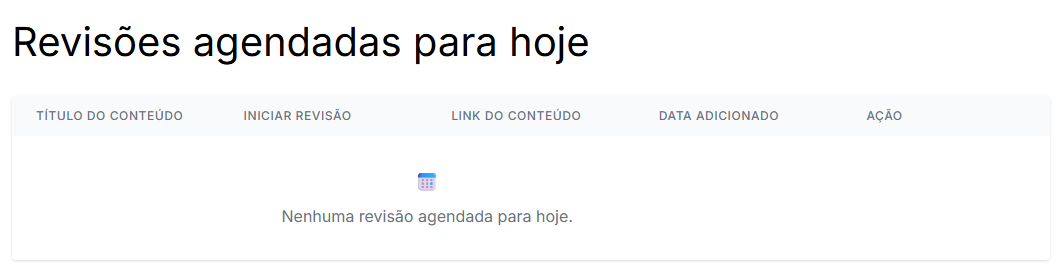 Revisões agendadas para hoje
TÍTULO DO CONTEÚDO INICIAR REVISÃO LINK DO CONTEÚDO DATA ADICIONADO AÇÃO
Nenhuma revisão agendada para hoje.